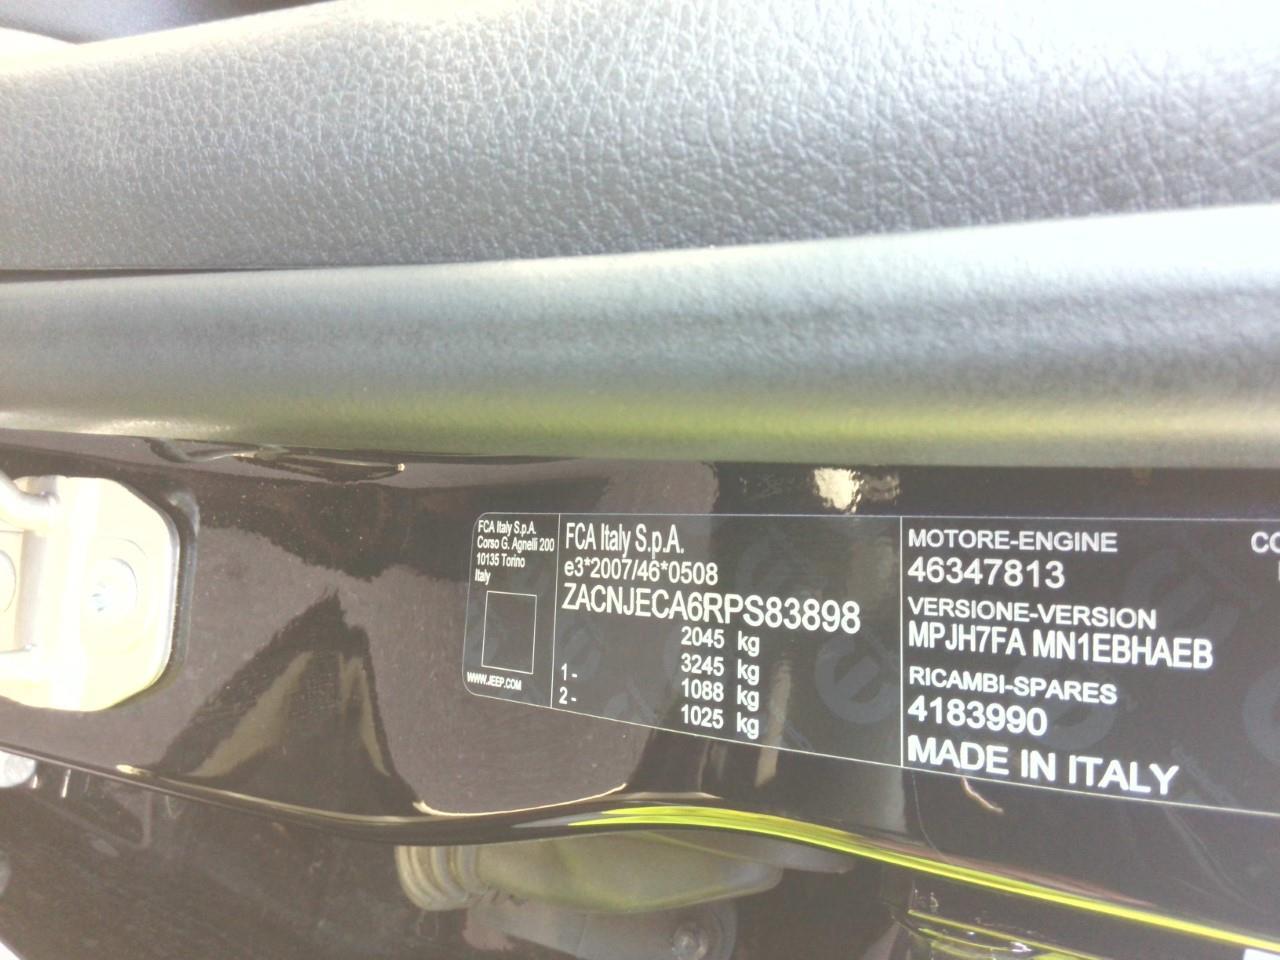 FCA Italy S.p.A.
Corso G. Agnelli 200
10135 Torino
Italy
WWW.JEEP.COM
FCA Italy S.p.A.
e3*2007/46*0508
ZACNJECA6RPS83898
2045 kg
3245 kg
1- 1088 kg
2- 1025 kg
MOTORE-ENGINE
46347813
VERSIONE-VERSION
MPJH7FA MN1EBHAEB
RICAMBI-SPARES
4183990
MADE IN ITALY
CO